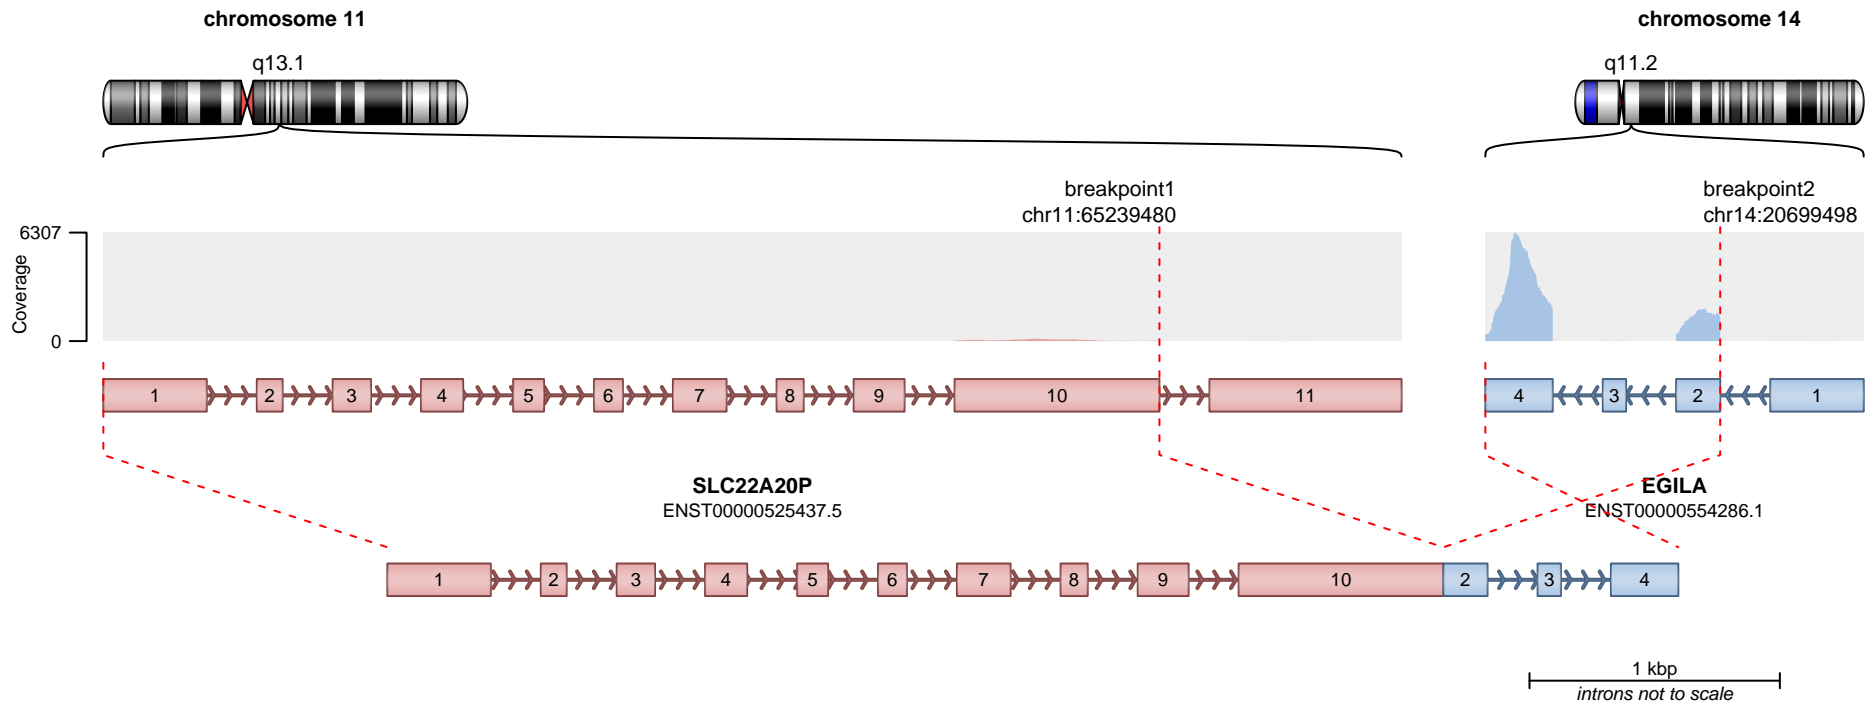 chromosome 11
chromosome 14
q13.1
q11.2
breakpoint1
chr11:65239480
breakpoint2
chr14:20699498
6307
Coverage
0
1 2 3 4 5 6 7 8 9 10 11
4 3 2 1
SLC22A20P
ENST00000525437.5
EGILA
ENST00000554286.1
1 2 3 4 5 6 7 8 9 10 2 3 4
1 kbp
introns not to scale